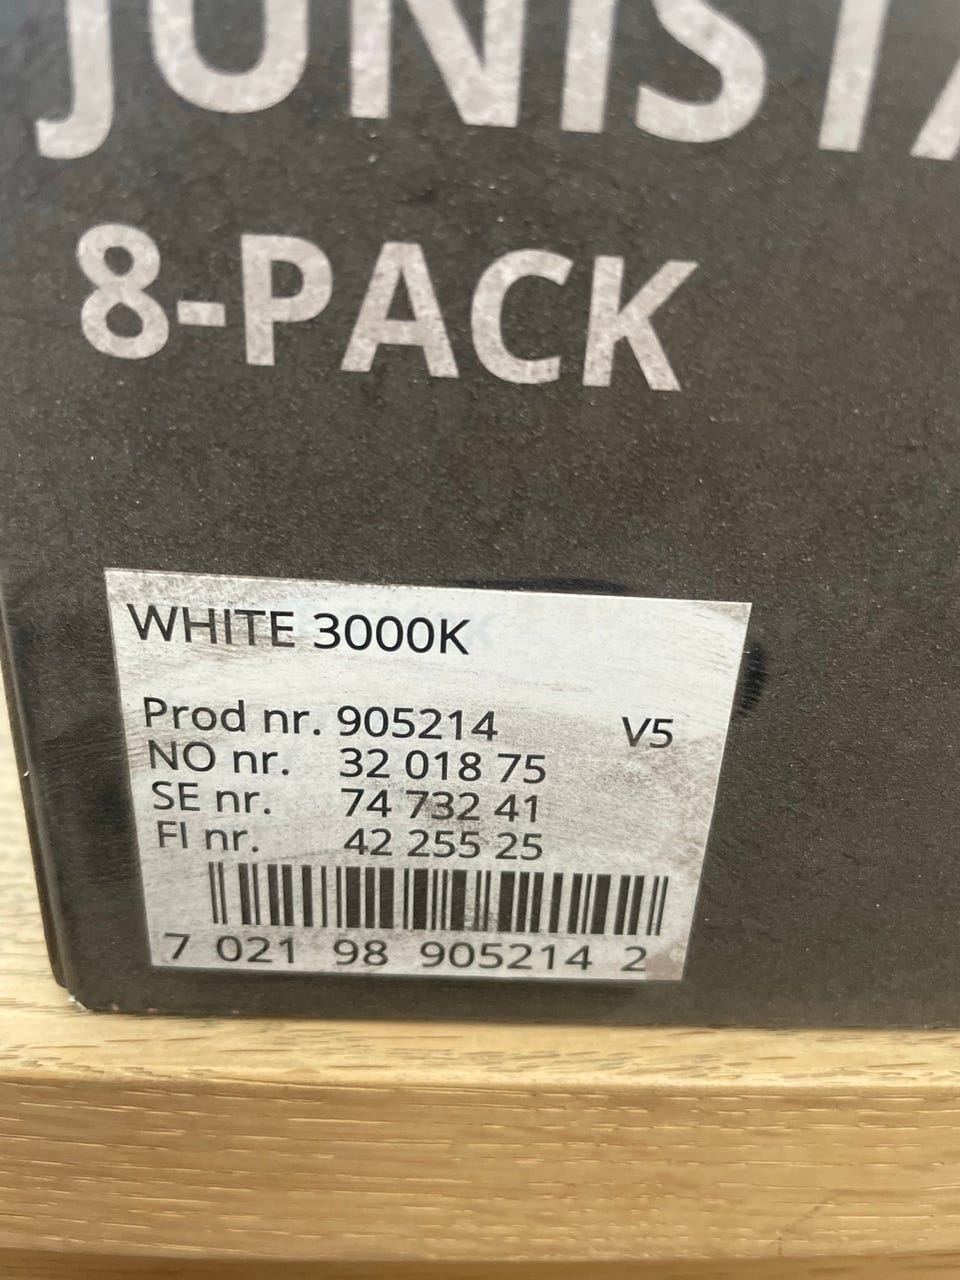 JUNISTA
8-PACK
WHITE 3000K
Prod nr. 905214 V5
NO nr. 32 018 75
SE nr. 74 732 41
FI nr. 42 255 25
7 021 98 905214 2